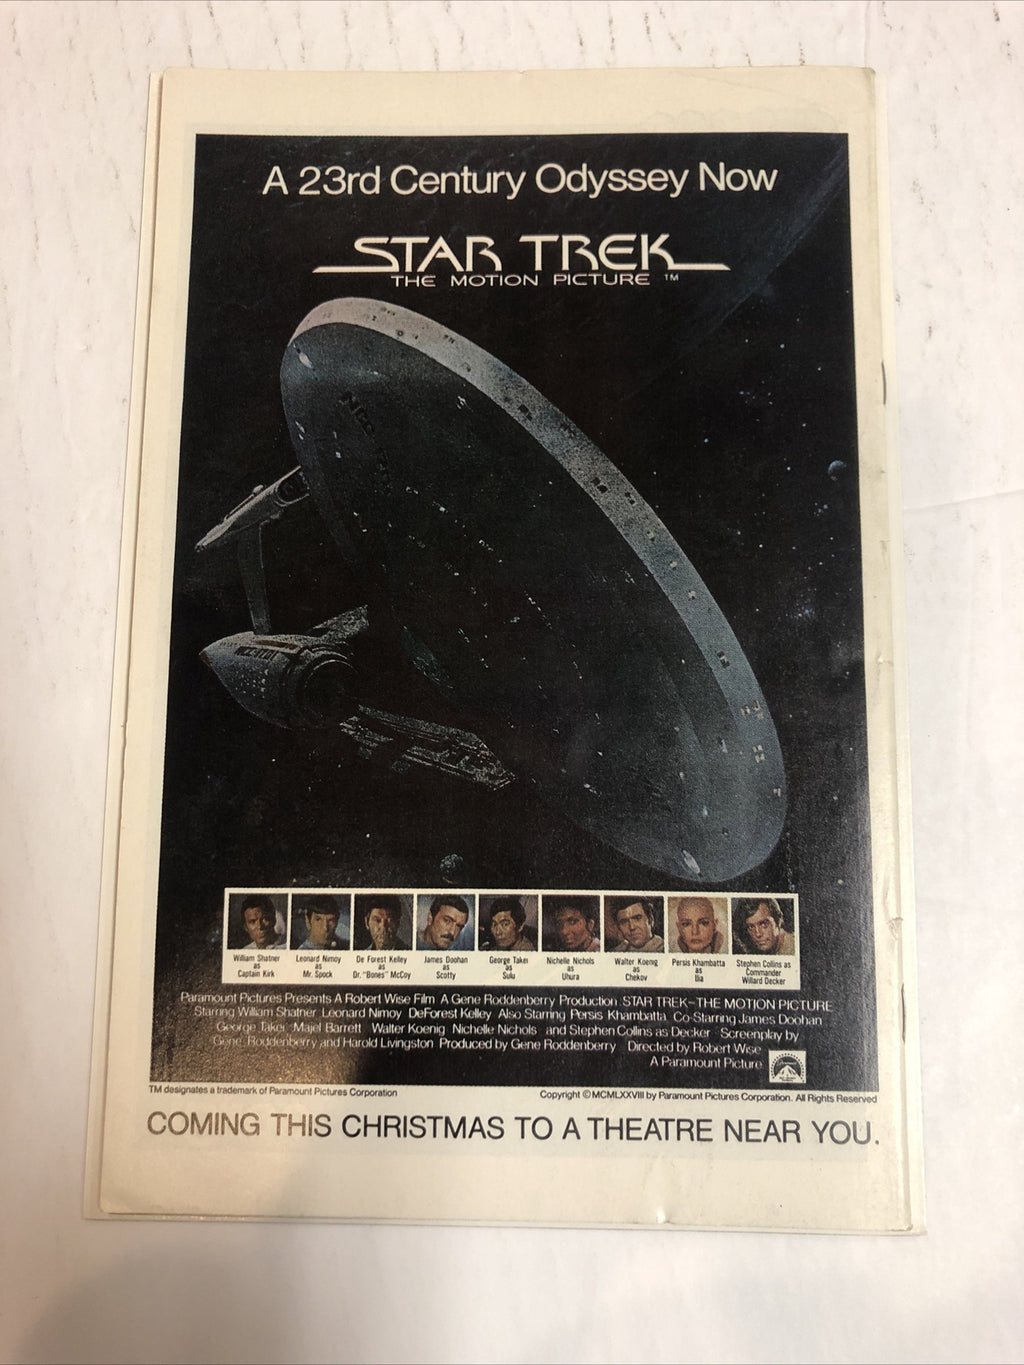 A 23rd Century Odyssey Now
STAR TREK
THE MOTION PICTURE ™
William Shatner
as
Captain Kirk
Leonard Nimoy
as
Mr. Spock
De Forest Kelley
as
Dr. "Bones" McCoy
James Doohan
as
Scotty
George Takei
as
Sulu
Nichelle Nichols
as
Uhura
Walter Koenig
as
Chekov
Persis Khambatta
as
Ilia
Stephen Collins as
Commander
Willard Decker
Paramount Pictures Presents A Robert Wise Film A Gene Roddenberry Production STAR TREK-THE MOTION PICTURE
Starring William Shatner Leonard Nimoy DeForest Kelley Also Starring Persis Khambatta Co-Starring James Doohan
George Takei Majel Barrett Walter Koenig Nichelle Nichols and Stephen Collins as Decker Screenplay by
Gene Roddenberry and Harold Livingston Produced by Gene Roddenberry Directed by Robert Wise
A Paramount Picture
TM designates a trademark of Paramount Pictures Corporation
Copyright © MCMLXXVIII by Paramount Pictures Corporation. All Rights Reserved
COMING THIS CHRISTMAS TO A THEATRE NEAR YOU.